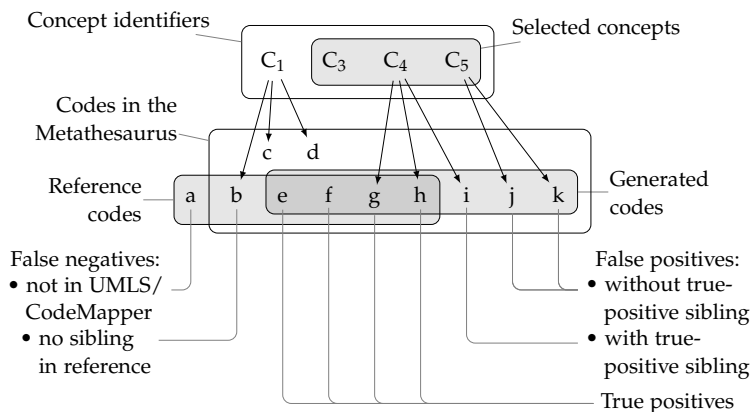 Concept identifiers
Selected concepts
C1 C3 C4 C5
Codes in the
Metathesaurus
c d
Reference
codes
a b e f g h i j k
Generated
codes
False negatives:
• not in UMLS/
CodeMapper
• no sibling
in reference
False positives:
• without true-
positive sibling
• with true-
positive sibling
True positives